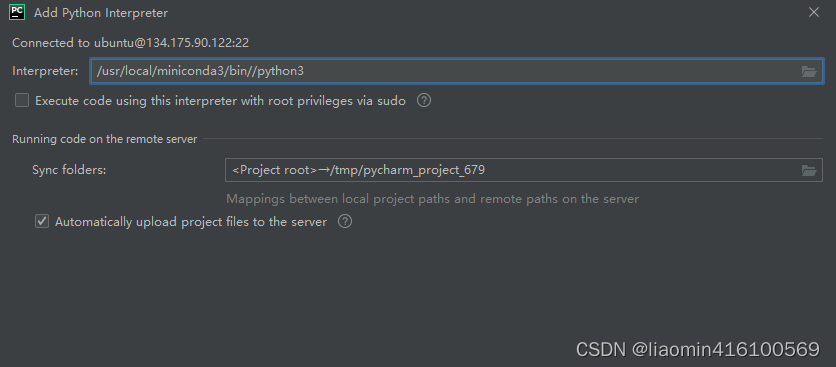 PC Add Python Interpreter
Connected to ubuntu@134.175.90.122:22
Interpreter: /usr/local/miniconda3/bin//python3
Execute code using this interpreter with root privileges via sudo ?
Running code on the remote server
Sync folders: <Project root>→/tmp/pycharm_project_679
Mappings between local project paths and remote paths on the server
Automatically upload project files to the server ?
CSDN @liaomin416100569